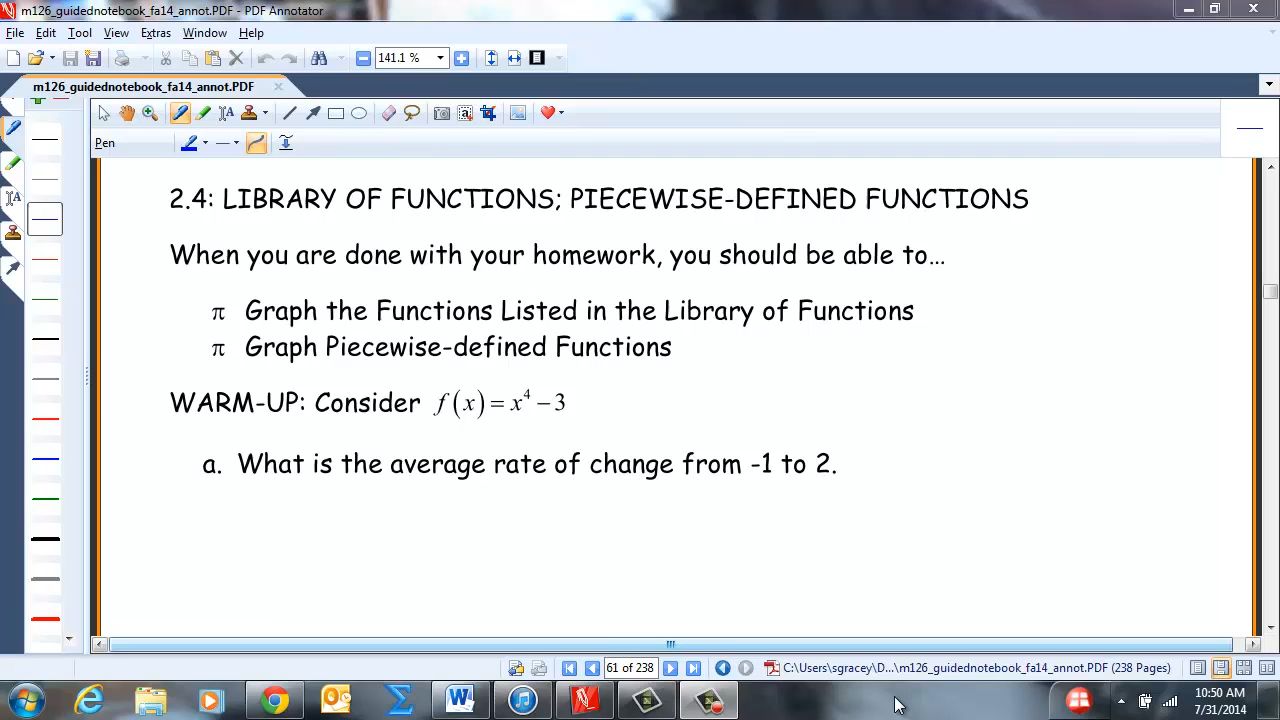 m126_guidednotebook_fa14_annot.PDF - PDF Annotator
File Edit Tool View Extras Window Help
141.1 %
m126_guidednotebook_fa14_annot.PDF
Pen
2.4: LIBRARY OF FUNCTIONS; PIECEWISE-DEFINED FUNCTIONS
When you are done with your homework, you should be able to…
π Graph the Functions Listed in the Library of Functions
π Graph Piecewise-defined Functions
WARM-UP: Consider f(x) = x⁴ − 3
a. What is the average rate of change from -1 to 2.
61 of 238
C:\Users\sgracey\D...\m126_guidednotebook_fa14_annot.PDF (238 Pages)
10:50 AM
7/31/2014